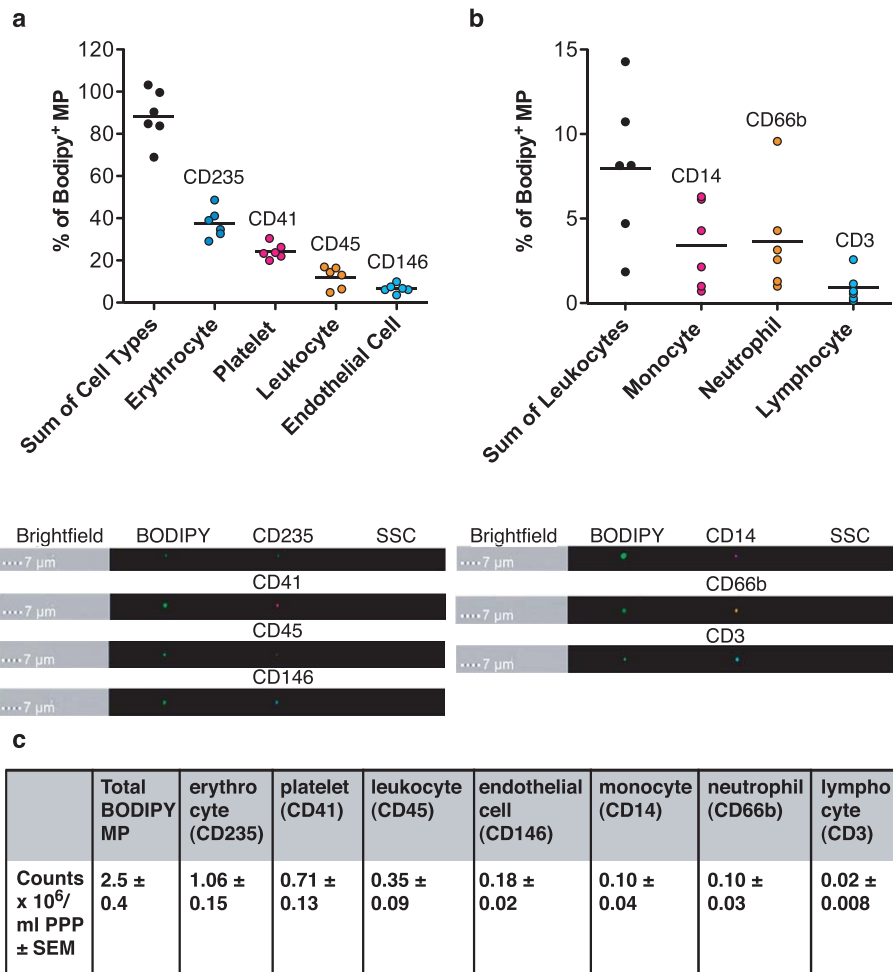 a
% of Bodipy+ MP
120
100
80
60
40
20
0
CD235
CD41
CD45
CD146
Sum of Cell Types
Erythrocyte
Platelet
Leukocyte
Endothelial Cell
b
% of Bodipy+ MP
15
10
5
0
CD14
CD66b
CD3
Sum of Leukocytes
Monocyte
Neutrophil
Lymphocyte
Brightfield BODIPY CD235 SSC
7 µm
CD41
7 µm
CD45
7 µm
CD146
7 µm
Brightfield BODIPY CD14 SSC
7 µm
CD66b
7 µm
CD3
7 µm
c
Total BODIPY MP
erythro cyte (CD235)
platelet (CD41)
leukocyte (CD45)
endothelial cell (CD146)
monocyte (CD14)
neutrophil (CD66b)
lympho cyte (CD3)
Counts x 10⁶/ ml PPP ± SEM
2.5 ± 0.4
1.06 ± 0.15
0.71 ± 0.13
0.35 ± 0.09
0.18 ± 0.02
0.10 ± 0.04
0.10 ± 0.03
0.02 ± 0.008